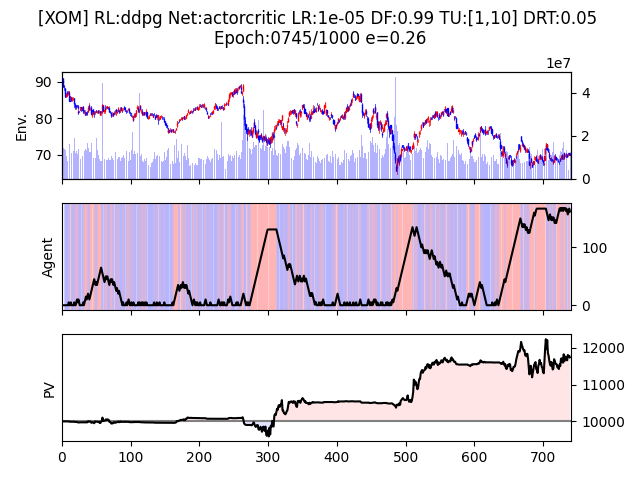 [XOM] RL:ddpg Net:actorcritic LR:1e-05 DF:0.99 TU:[1,10] DRT:0.05
Epoch:0745/1000 e=0.26
1e7
90
80
70
Env.
4
2
0
Agent
100
0
PV
12000
11000
10000
0 100 200 300 400 500 600 700